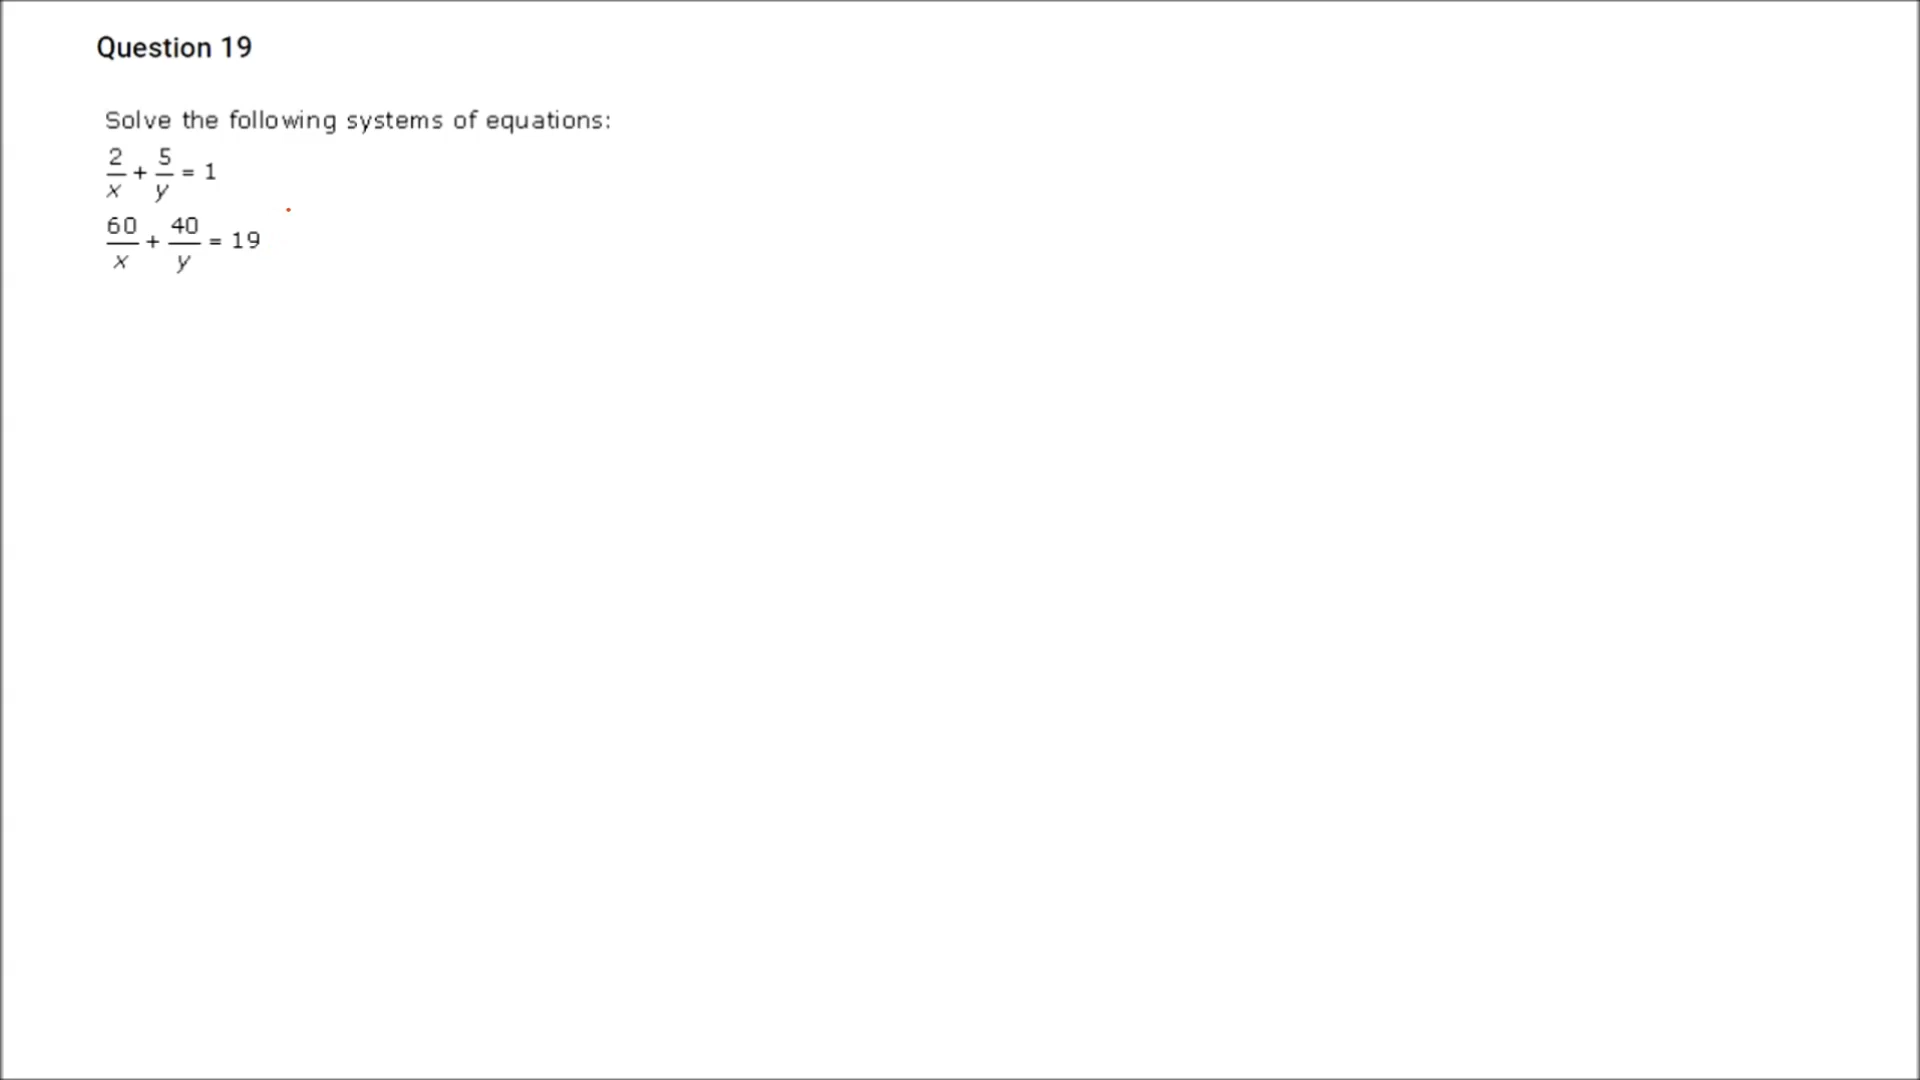 Question 19
Solve the following systems of equations:
2/x + 5/y = 1
60/x + 40/y = 19